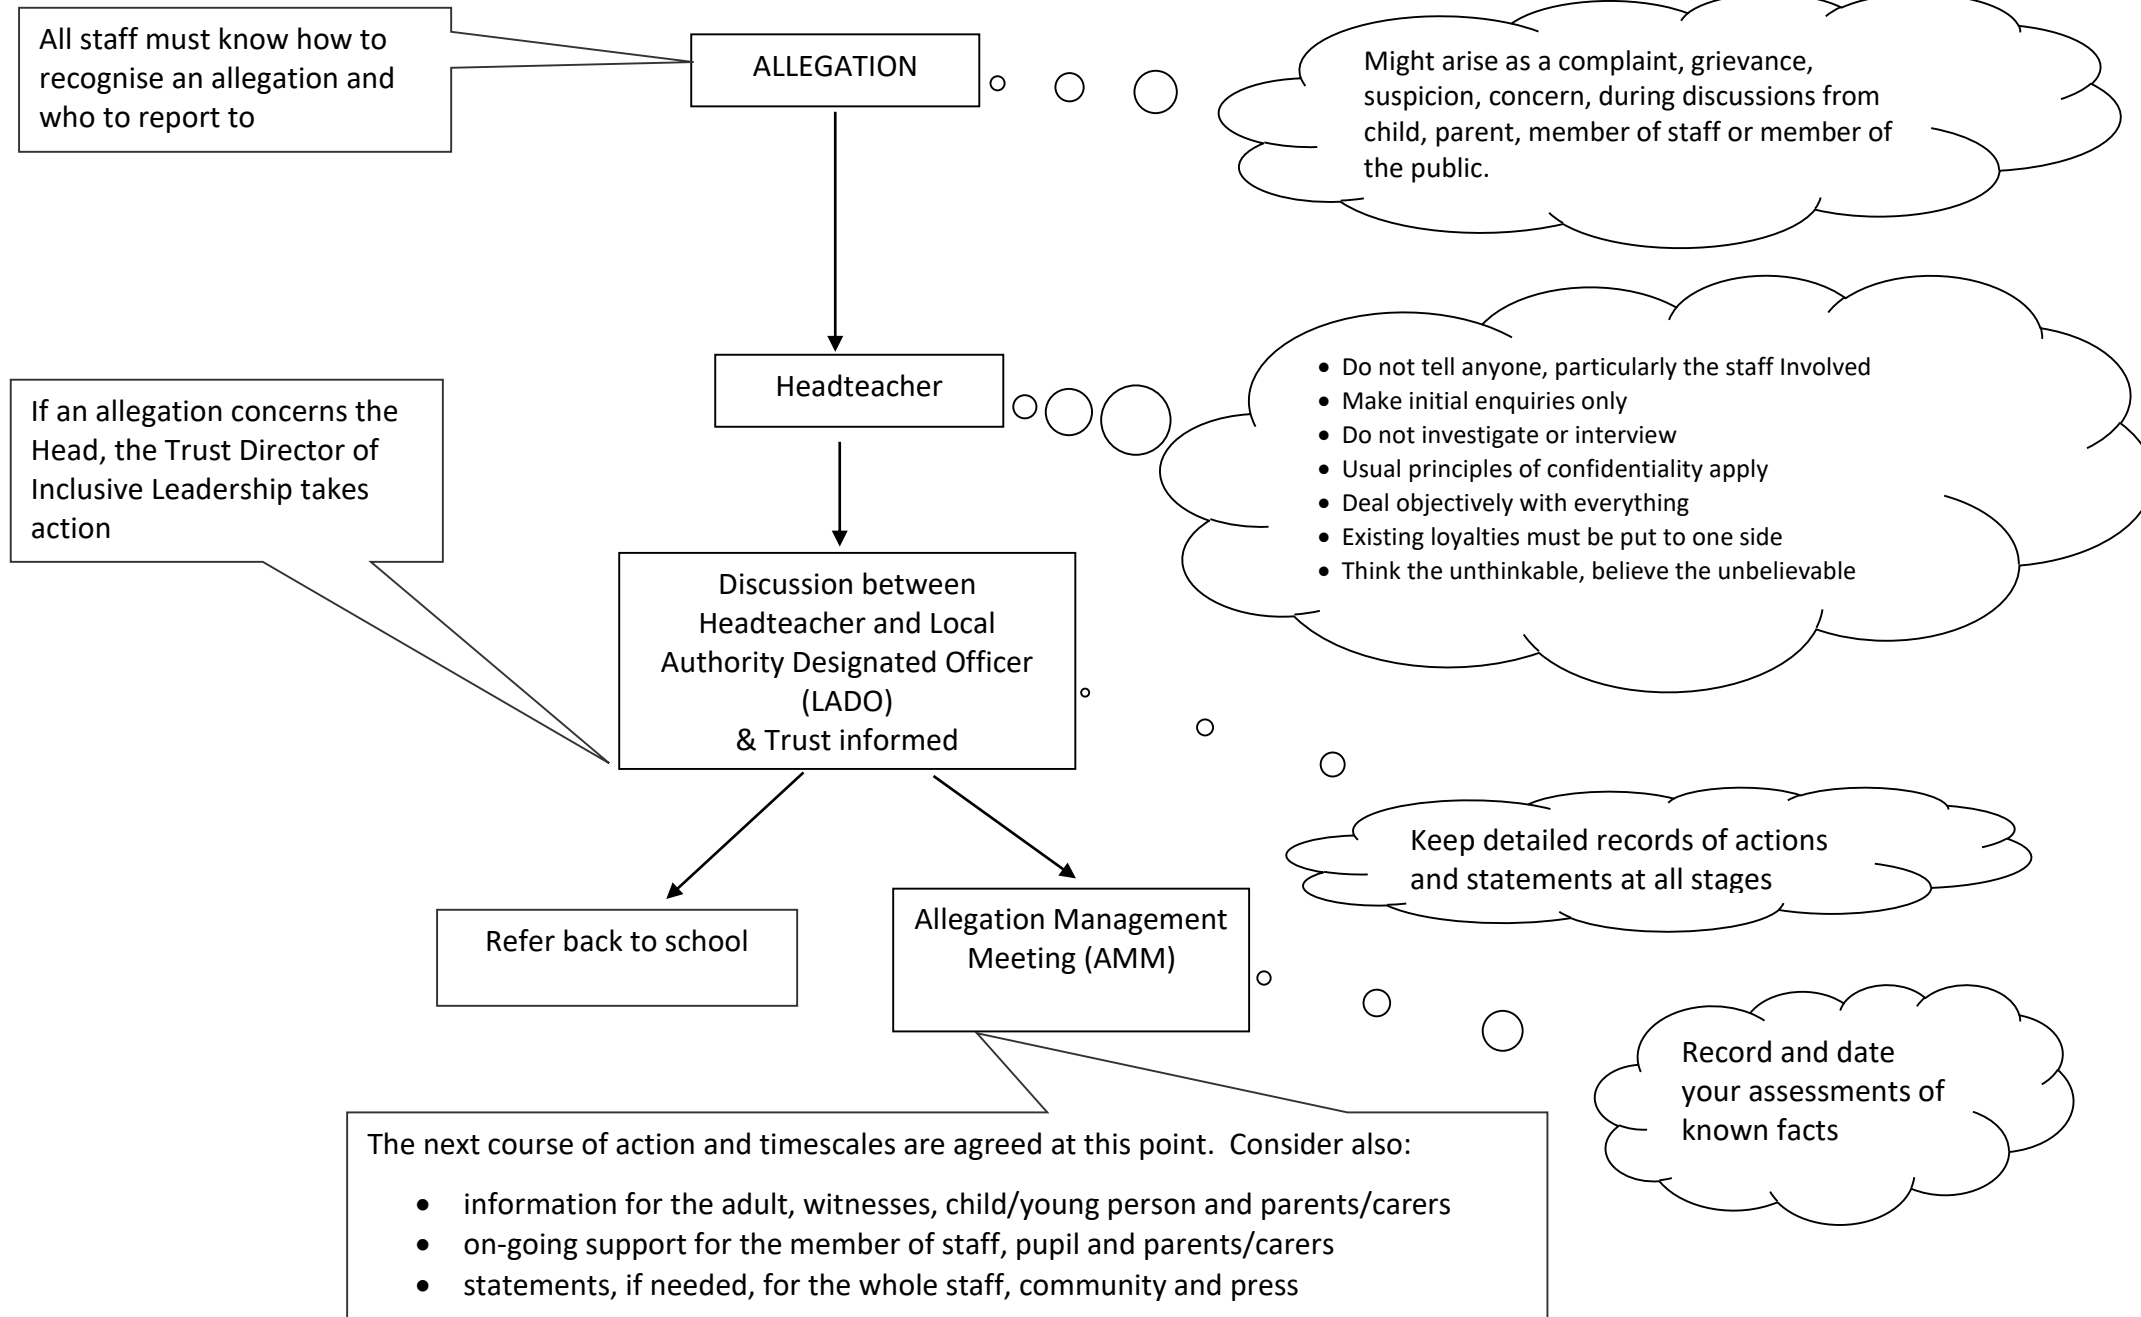 All staff must know how to
recognise an allegation and
who to report to
ALLEGATION
Might arise as a complaint, grievance,
suspicion, concern, during discussions from
child, parent, member of staff or member of
the public.
Headteacher
• Do not tell anyone, particularly the staff Involved
• Make initial enquiries only
• Do not investigate or interview
• Usual principles of confidentiality apply
• Deal objectively with everything
• Existing loyalties must be put to one side
• Think the unthinkable, believe the unbelievable
If an allegation concerns the
Head, the Trust Director of
Inclusive Leadership takes
action
Discussion between
Headteacher and Local
Authority Designated Officer
(LADO)
& Trust informed
Keep detailed records of actions
and statements at all stages
Refer back to school
Allegation Management
Meeting (AMM)
Record and date
your assessments of
known facts
The next course of action and timescales are agreed at this point.  Consider also:
• information for the adult, witnesses, child/young person and parents/carers
• on-going support for the member of staff, pupil and parents/carers
• statements, if needed, for the whole staff, community and press